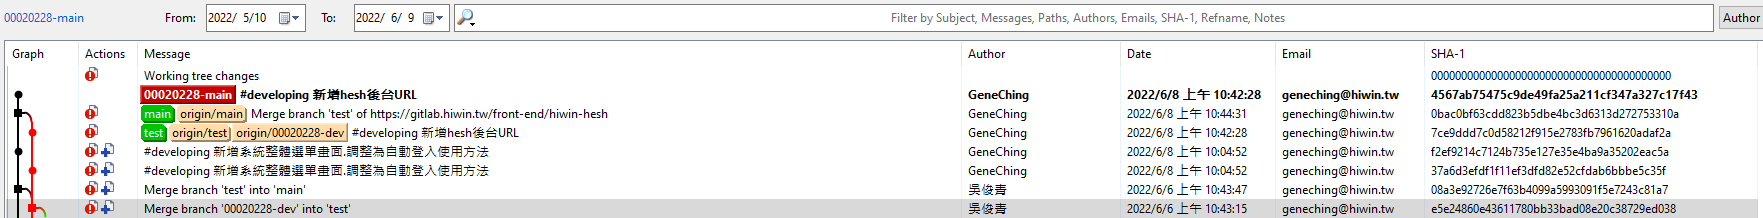 00020228-main From: 2022/ 5/10 To: 2022/ 6/ 9 Filter by Subject, Messages, Paths, Authors, Emails, SHA-1, Refname, Notes Author
Graph Actions Message Author Date Email SHA-1
Working tree changes 0000000000000000000000000000000000000000
00020228-main #developing 新增hesh後台URL GeneChing 2022/6/8 上午 10:42:28 geneching@hiwin.tw 4567ab75475c9de49fa25a211cf347a327c17f43
main origin/main Merge branch 'test' of https://gitlab.hiwin.tw/front-end/hiwin-hesh GeneChing 2022/6/8 上午 10:44:31 geneching@hiwin.tw 0bac0bf63cdd823b5dbe4bc3d6313d272753310a
test origin/test origin/00020228-dev #developing 新增hesh後台URL GeneChing 2022/6/8 上午 10:42:28 geneching@hiwin.tw 7ce9ddd7c0d58212f915e2783fb7961620adaf2a
#developing 新增系統整體選單畫面,調整為自動登入使用方法 GeneChing 2022/6/8 上午 10:04:52 geneching@hiwin.tw f2ef9214c7124b735e127e35e4ba9a35202eac5a
#developing 新增系統整體選單畫面,調整為自動登入使用方法 GeneChing 2022/6/8 上午 10:04:52 geneching@hiwin.tw 37a6d3efdf1f11ef3dfd82e52cfdab6bbbe5c35f
Merge branch 'test' into 'main' 吳俊青 2022/6/6 上午 10:43:47 geneching@hiwin.tw 08a3e92726e7f63b4099a5993091f5e7243c81a7
Merge branch '00020228-dev' into 'test' 吳俊青 2022/6/6 上午 10:43:15 geneching@hiwin.tw e5e24860e43611780bb33bad08e20c38729ed038